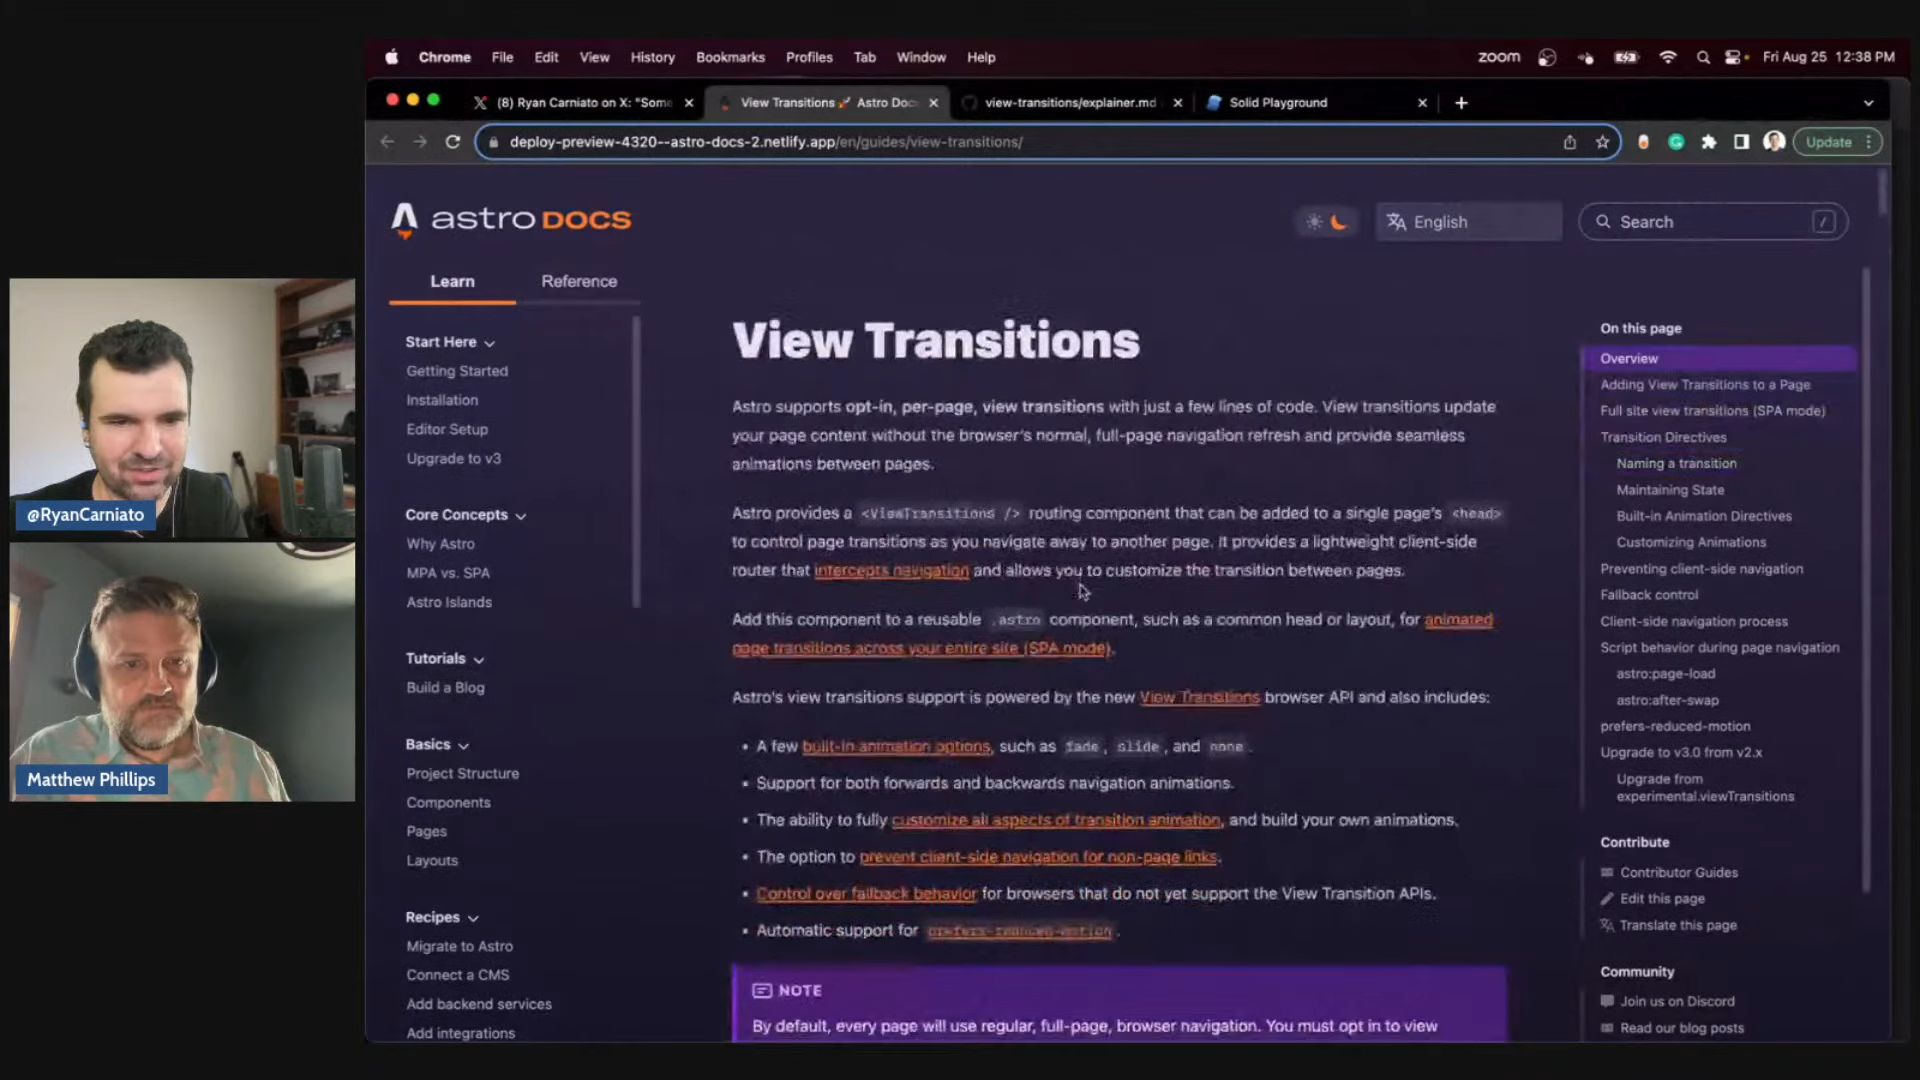 Chrome File Edit View History Bookmarks Profiles Tab Window Help
zoom Fri Aug 25 12:38 PM
(8) Ryan Carniato on X: "Some
View Transitions 🚀 Astro Doc
view-transitions/explainer.md
Solid Playground
deploy-preview-4320--astro-docs-2.netlify.app/en/guides/view-transitions/
Update
astro DOCS
English
Search /
Learn
Reference
Start Here
Getting Started
Installation
Editor Setup
Upgrade to v3
Core Concepts
Why Astro
MPA vs. SPA
Astro Islands
Tutorials
Build a Blog
Basics
Project Structure
Components
Pages
Layouts
Recipes
Migrate to Astro
Connect a CMS
Add backend services
Add integrations
View Transitions
Astro supports opt-in, per-page, view transitions with just a few lines of code. View transitions update
your page content without the browser's normal, full-page navigation refresh and provide seamless
animations between pages.
Astro provides a <ViewTransitions /> routing component that can be added to a single page's <head>
to control page transitions as you navigate away to another page. It provides a lightweight client-side
router that intercepts navigation and allows you to customize the transition between pages.
Add this component to a reusable .astro component, such as a common head or layout, for animated
page transitions across your entire site (SPA mode).
Astro's view transitions support is powered by the new View Transitions browser API and also includes:
• A few built-in animation options, such as fade, slide, and none.
• Support for both forwards and backwards navigation animations.
• The ability to fully customize all aspects of transition animation, and build your own animations.
• The option to prevent client-side navigation for non-page links.
• Control over fallback behavior for browsers that do not yet support the View Transition APIs.
• Automatic support for prefers-reduced-motion.
NOTE
By default, every page will use regular, full-page, browser navigation. You must opt in to view
On this page
Overview
Adding View Transitions to a Page
Full site view transitions (SPA mode)
Transition Directives
Naming a transition
Maintaining State
Built-in Animation Directives
Customizing Animations
Preventing client-side navigation
Fallback control
Client-side navigation process
Script behavior during page navigation
astro:page-load
astro:after-swap
prefers-reduced-motion
Upgrade to v3.0 from v2.x
Upgrade from
experimental.viewTransitions
Contribute
Contributor Guides
Edit this page
Translate this page
Community
Join us on Discord
Read our blog posts
@RyanCarniato
Matthew Phillips